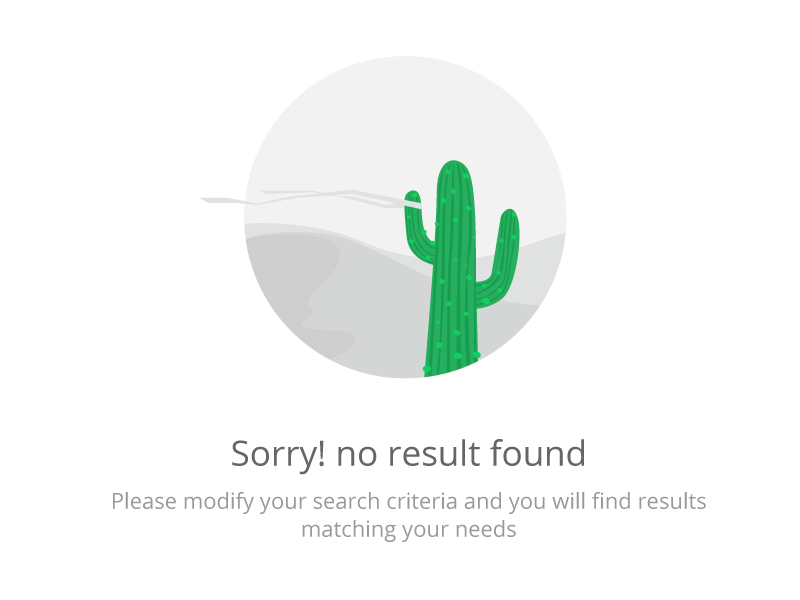 Sorry! no result found
Please modify your search criteria and you will find results
matching your needs